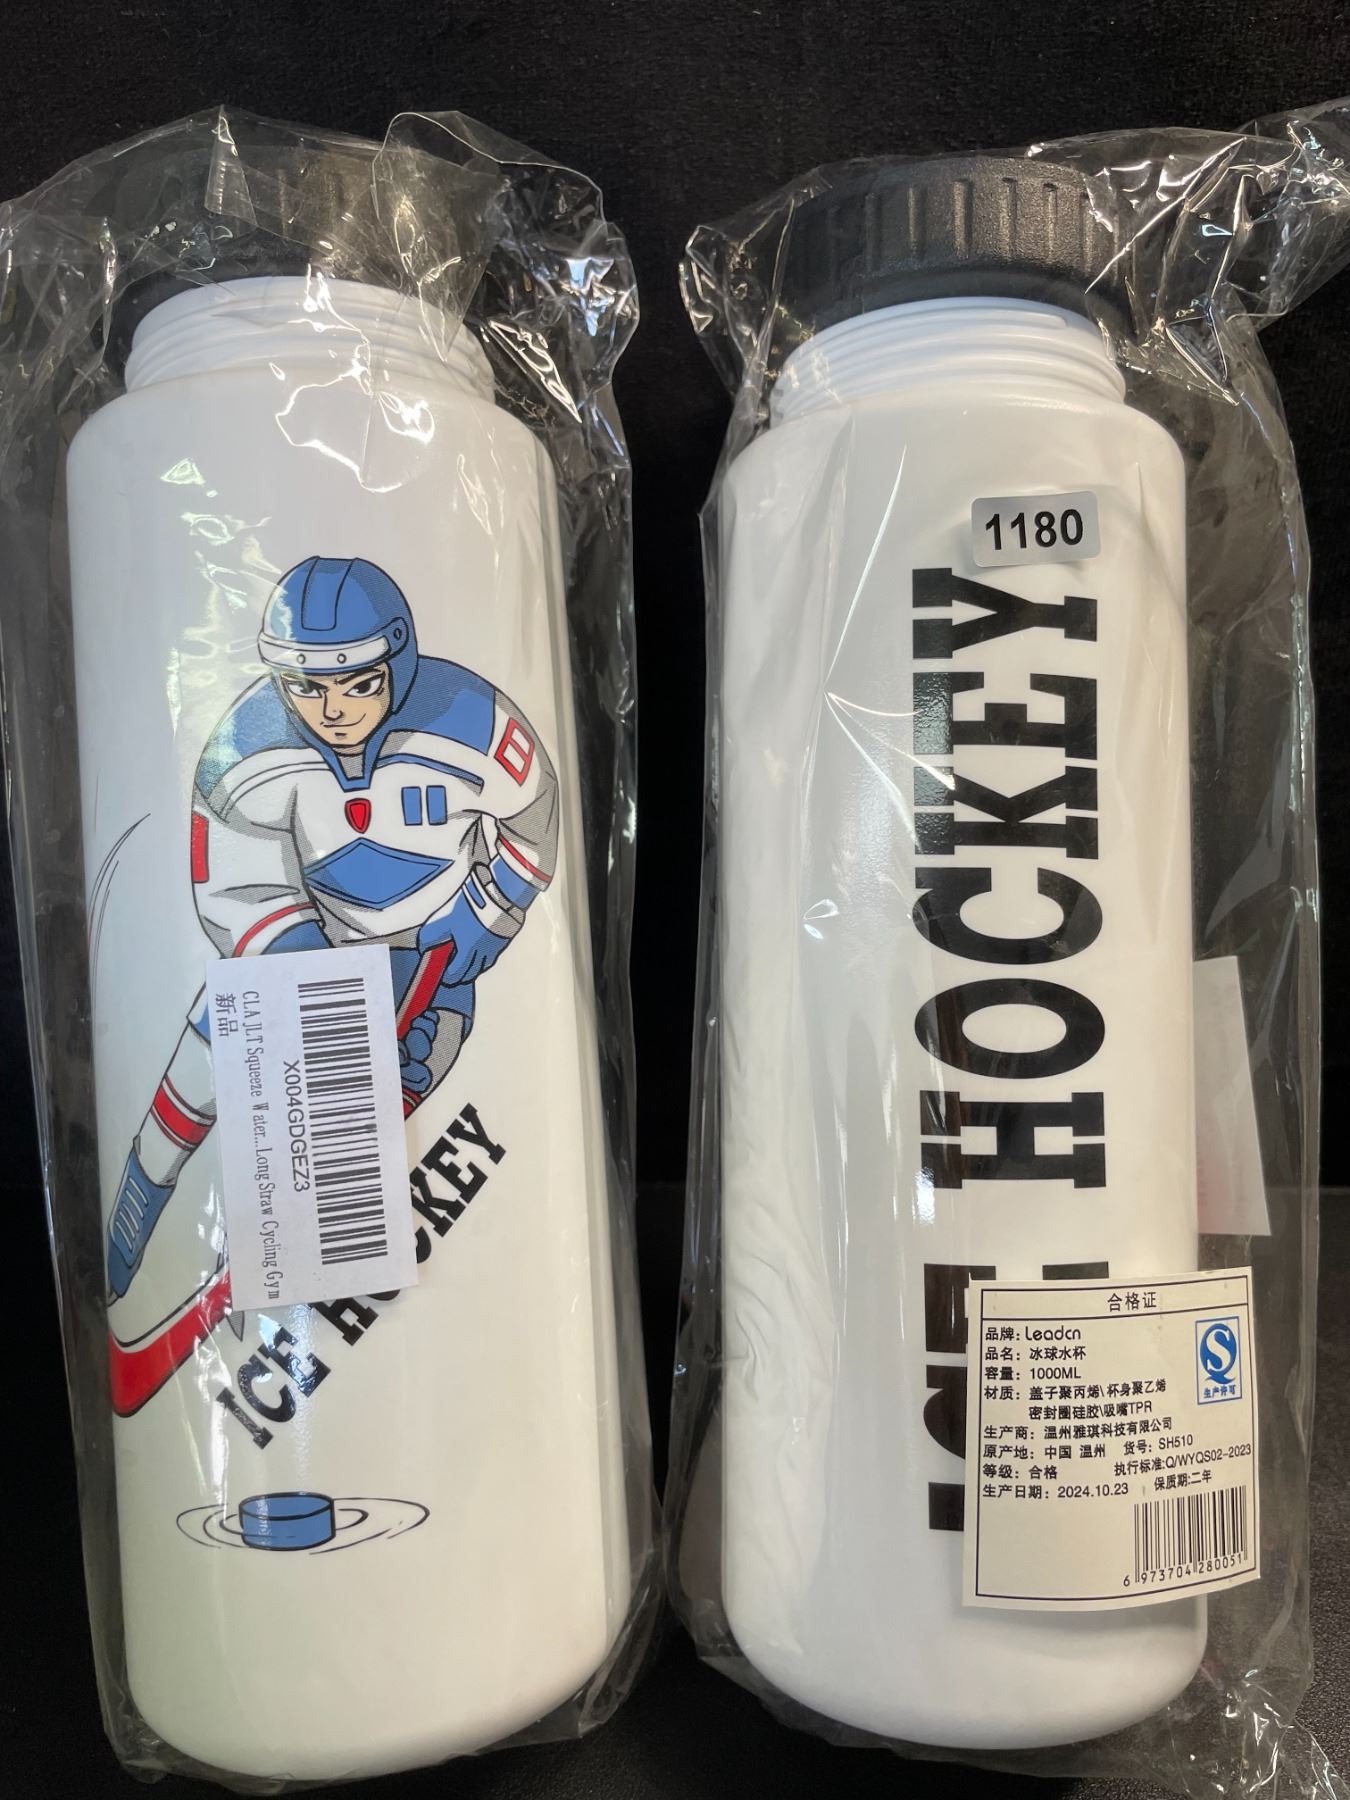 ICE HOCKEY
X004GDGEZ3
CLAJLT Squeeze Water...Long Straw Cycling Gym
新品
1180
ICE HOCKEY
合格证
品牌: Leadcn
品名: 冰球水杯
容量: 1000ML
材质: 盖子聚丙烯\杯身聚乙烯
密封圈硅胶\吸嘴TPR
生产商: 温州雅琪科技有限公司
原产地: 中国 温州 货号: SH510
等级: 合格 执行标准:Q/WYQS02-2023
生产日期: 2024.10.23 保质期:二年
生产许可
6 973704 280051